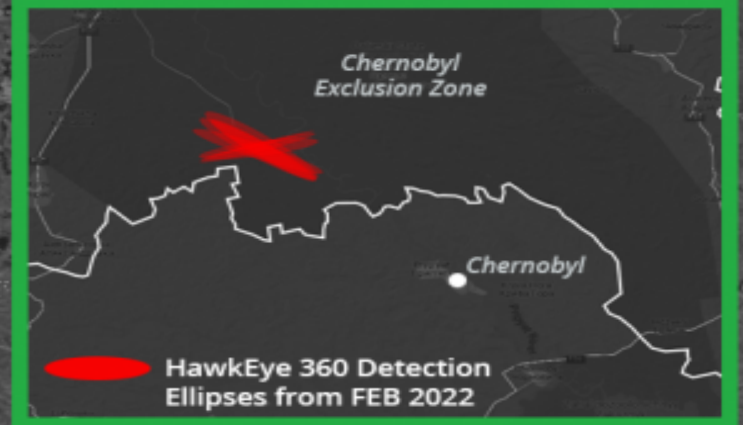 Chernobyl
Exclusion Zone
Chernobyl
HawkEye 360 Detection
Ellipses from FEB 2022